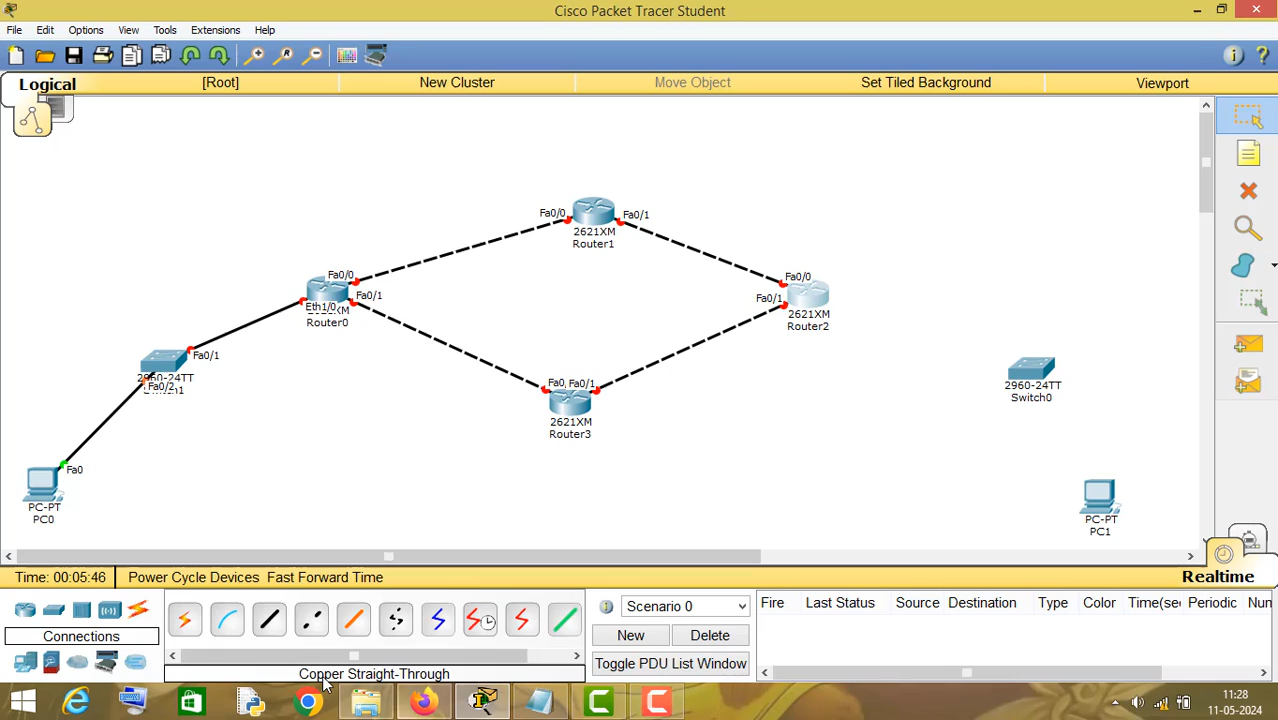 Cisco Packet Tracer Student
File Edit Options View Tools Extensions Help
Logical [Root] New Cluster Move Object Set Tiled Background Viewport
Fa0/0 Fa0/1
2621XM
Router1
Fa0/0 Fa0/0
Fa0/1 Fa0/1
Eth1/0
Router0
2621XM
Router2
Fa0/1
2960-24TT
Fa0/2
Fa0, Fa0/1
2621XM
Router3
2960-24TT
Switch0
Fa0
PC-PT
PC0
PC-PT
PC1
Time: 00:05:46 Power Cycle Devices Fast Forward Time Realtime
Scenario 0
Fire Last Status Source Destination Type Color Time(sec Periodic Num
Connections
New Delete
Toggle PDU List Window
Copper Straight-Through
11:28
11-05-2024